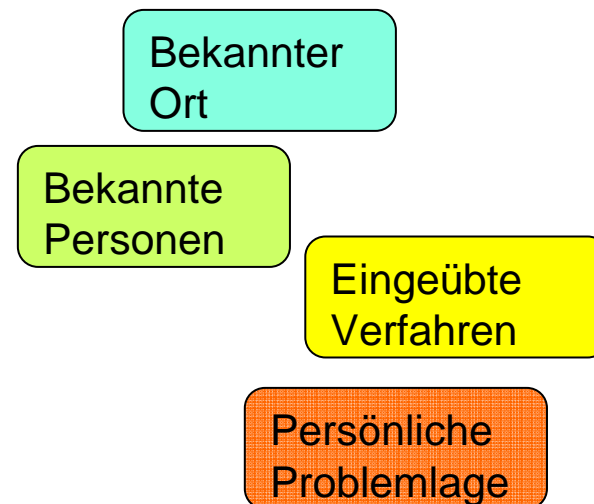 Bekannter
Ort
Bekannte
Personen
Eingeübte
Verfahren
Persönliche
Problemlage